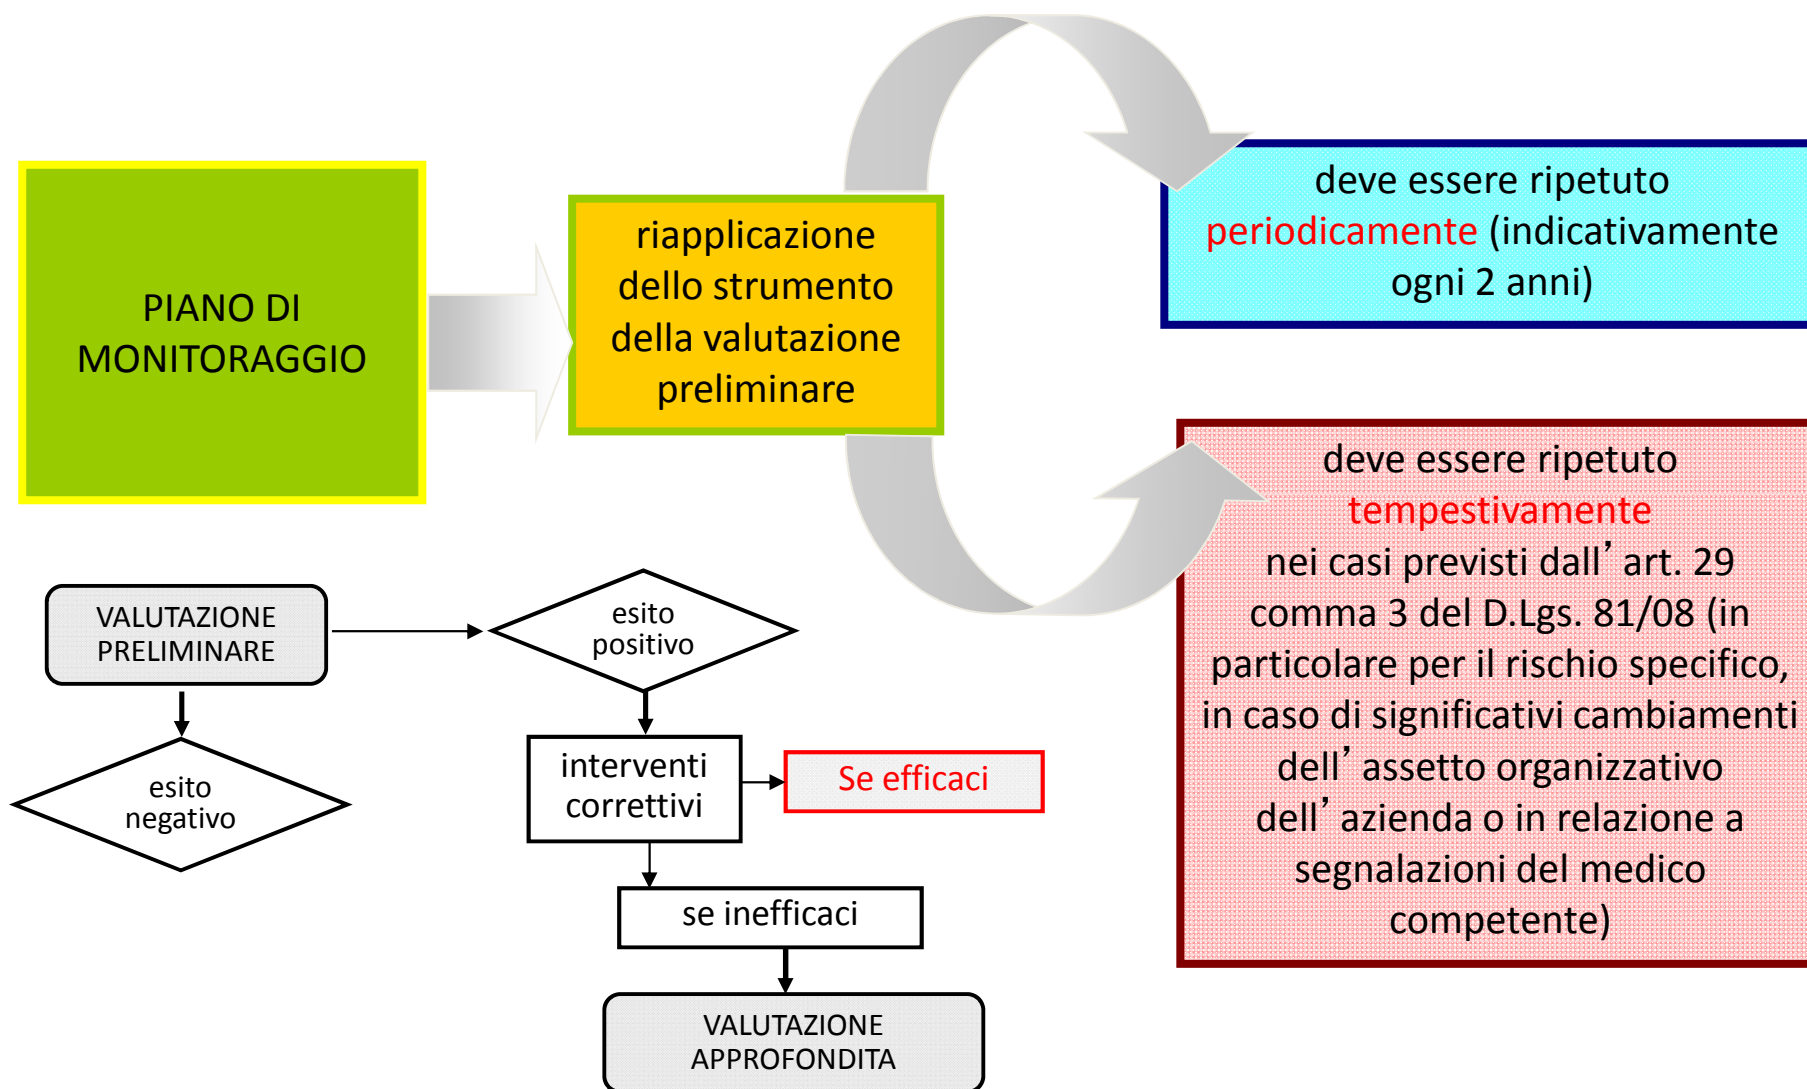 PIANO DI
MONITORAGGIO
riapplicazione
dello strumento
della valutazione
preliminare
deve essere ripetuto
periodicamente (indicativamente
ogni 2 anni)
deve essere ripetuto
tempestivamente
nei casi previsti dall’ art. 29
comma 3 del D.Lgs. 81/08 (in
particolare per il rischio specifico,
in caso di significativi cambiamenti
dell’ assetto organizzativo
dell’ azienda o in relazione a
segnalazioni del medico
competente)
VALUTAZIONE
PRELIMINARE
esito
positivo
esito
negativo
interventi
correttivi
Se efficaci
se inefficaci
VALUTAZIONE
APPROFONDITA